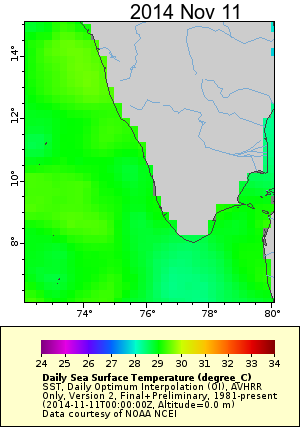 2014 Nov 11
14°
12°
10°
8°
74° 76° 78° 80°
24 25 26 27 28 29 30 31 32 33 34
Daily Sea Surface Temperature (degree_C)
SST, Daily Optimum Interpolation (OI), AVHRR
Only, Version 2, Final+Preliminary, 1981-present
(2014-11-11T00:00:00Z, Altitude=0.0 m)
Data courtesy of NOAA NCEI